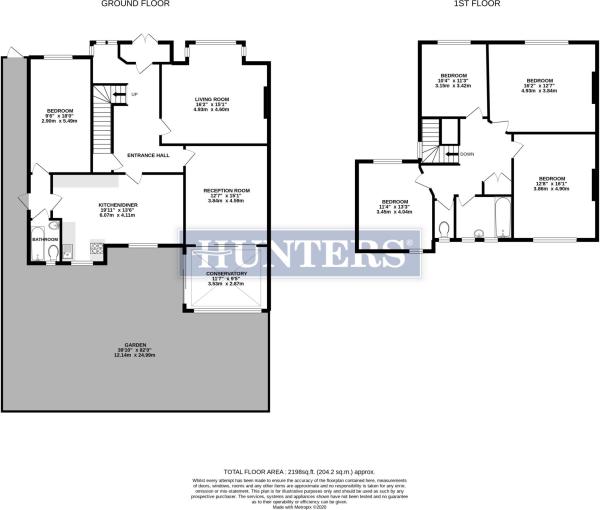 GROUND FLOOR
1ST FLOOR
UP
BEDROOM
9'6" x 18'0"
2.90m x 5.49m
LIVING ROOM
16'2" x 15'1"
4.93m x 4.60m
ENTRANCE HALL
RECEPTION ROOM
12'7" x 15'1"
3.84m x 4.59m
KITCHEN/DINER
19'11" x 13'6"
6.07m x 4.11m
BATHROOM
CONSERVATORY
11'7" x 9'5"
3.53m x 2.87m
GARDEN
39'10" x 82'0"
12.14m x 24.99m
BEDROOM
10'4" x 11'3"
3.15m x 3.42m
BEDROOM
16'2" x 12'7"
4.93m x 3.84m
DOWN
BEDROOM
12'8" x 16'1"
3.86m x 4.90m
BEDROOM
11'4" x 13'3"
3.45m x 4.04m
HUNTERS
TOTAL FLOOR AREA : 2198sq.ft. (204.2 sq.m.) approx.
Whilst every attempt has been made to ensure the accuracy of the floorplan contained here, measurements
of doors, windows, rooms and any other items are approximate and no responsibility is taken for any error,
omission or mis-statement. This plan is for illustrative purposes only and should be used as such by any
prospective purchaser. The services, systems and appliances shown have not been tested and no guarantee
as to their operability or efficiency can be given.
Made with Metropix ©2020